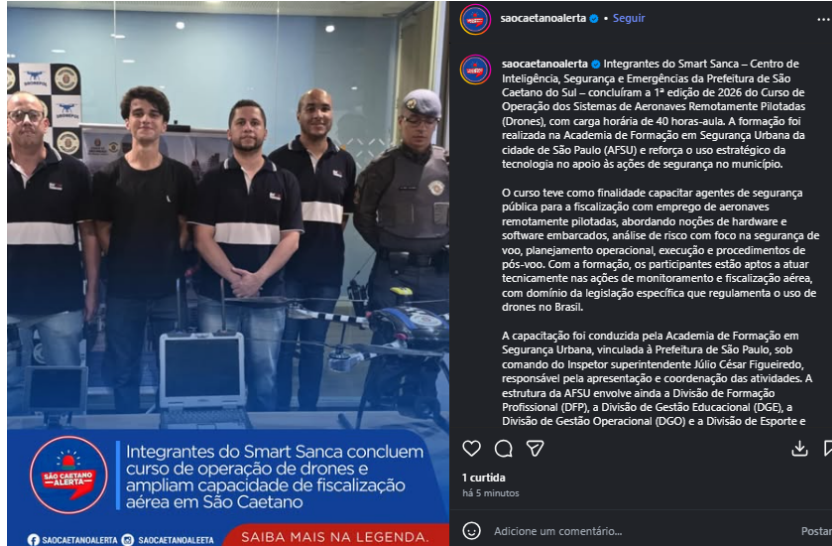 saocaetanoalerta • Seguir
saocaetanoalerta Integrantes do Smart Sanca – Centro de
Inteligência, Segurança e Emergências da Prefeitura de São
Caetano do Sul – concluíram a 1ª edição de 2026 do Curso de
Operação dos Sistemas de Aeronaves Remotamente Pilotadas
(Drones), com carga horária de 40 horas-aula. A formação foi
realizada na Academia de Formação em Segurança Urbana da
cidade de São Paulo (AFSU) e reforça o uso estratégico da
tecnologia no apoio às ações de segurança no município.
O curso teve como finalidade capacitar agentes de segurança
pública para a fiscalização com emprego de aeronaves
remotamente pilotadas, abordando noções de hardware e
software embarcados, análise de risco com foco na segurança de
voo, planejamento operacional, execução e procedimentos de
pós-voo. Com a formação, os participantes estão aptos a atuar
tecnicamente nas ações de monitoramento e fiscalização aérea,
com domínio da legislação específica que regulamenta o uso de
drones no Brasil.
A capacitação foi conduzida pela Academia de Formação em
Segurança Urbana, vinculada à Prefeitura de São Paulo, sob
comando do Inspetor superintendente Júlio César Figueiredo,
responsável pela apresentação e coordenação das atividades. A
estrutura da AFSU envolve ainda a Divisão de Formação
Profissional (DFP), a Divisão de Gestão Educacional (DGE), a
Divisão de Gestão Operacional (DGO) e a Divisão de Esporte e
1 curtida
há 5 minutos
Adicione um comentário...
Postar
SÃO CAETANO
ALERTA
Integrantes do Smart Sanca concluem
curso de operação de drones e
ampliam capacidade de fiscalização
aérea em São Caetano
SAOCAETANOALERTA SAOCAETANOALEETA
SAIBA MAIS NA LEGENDA.